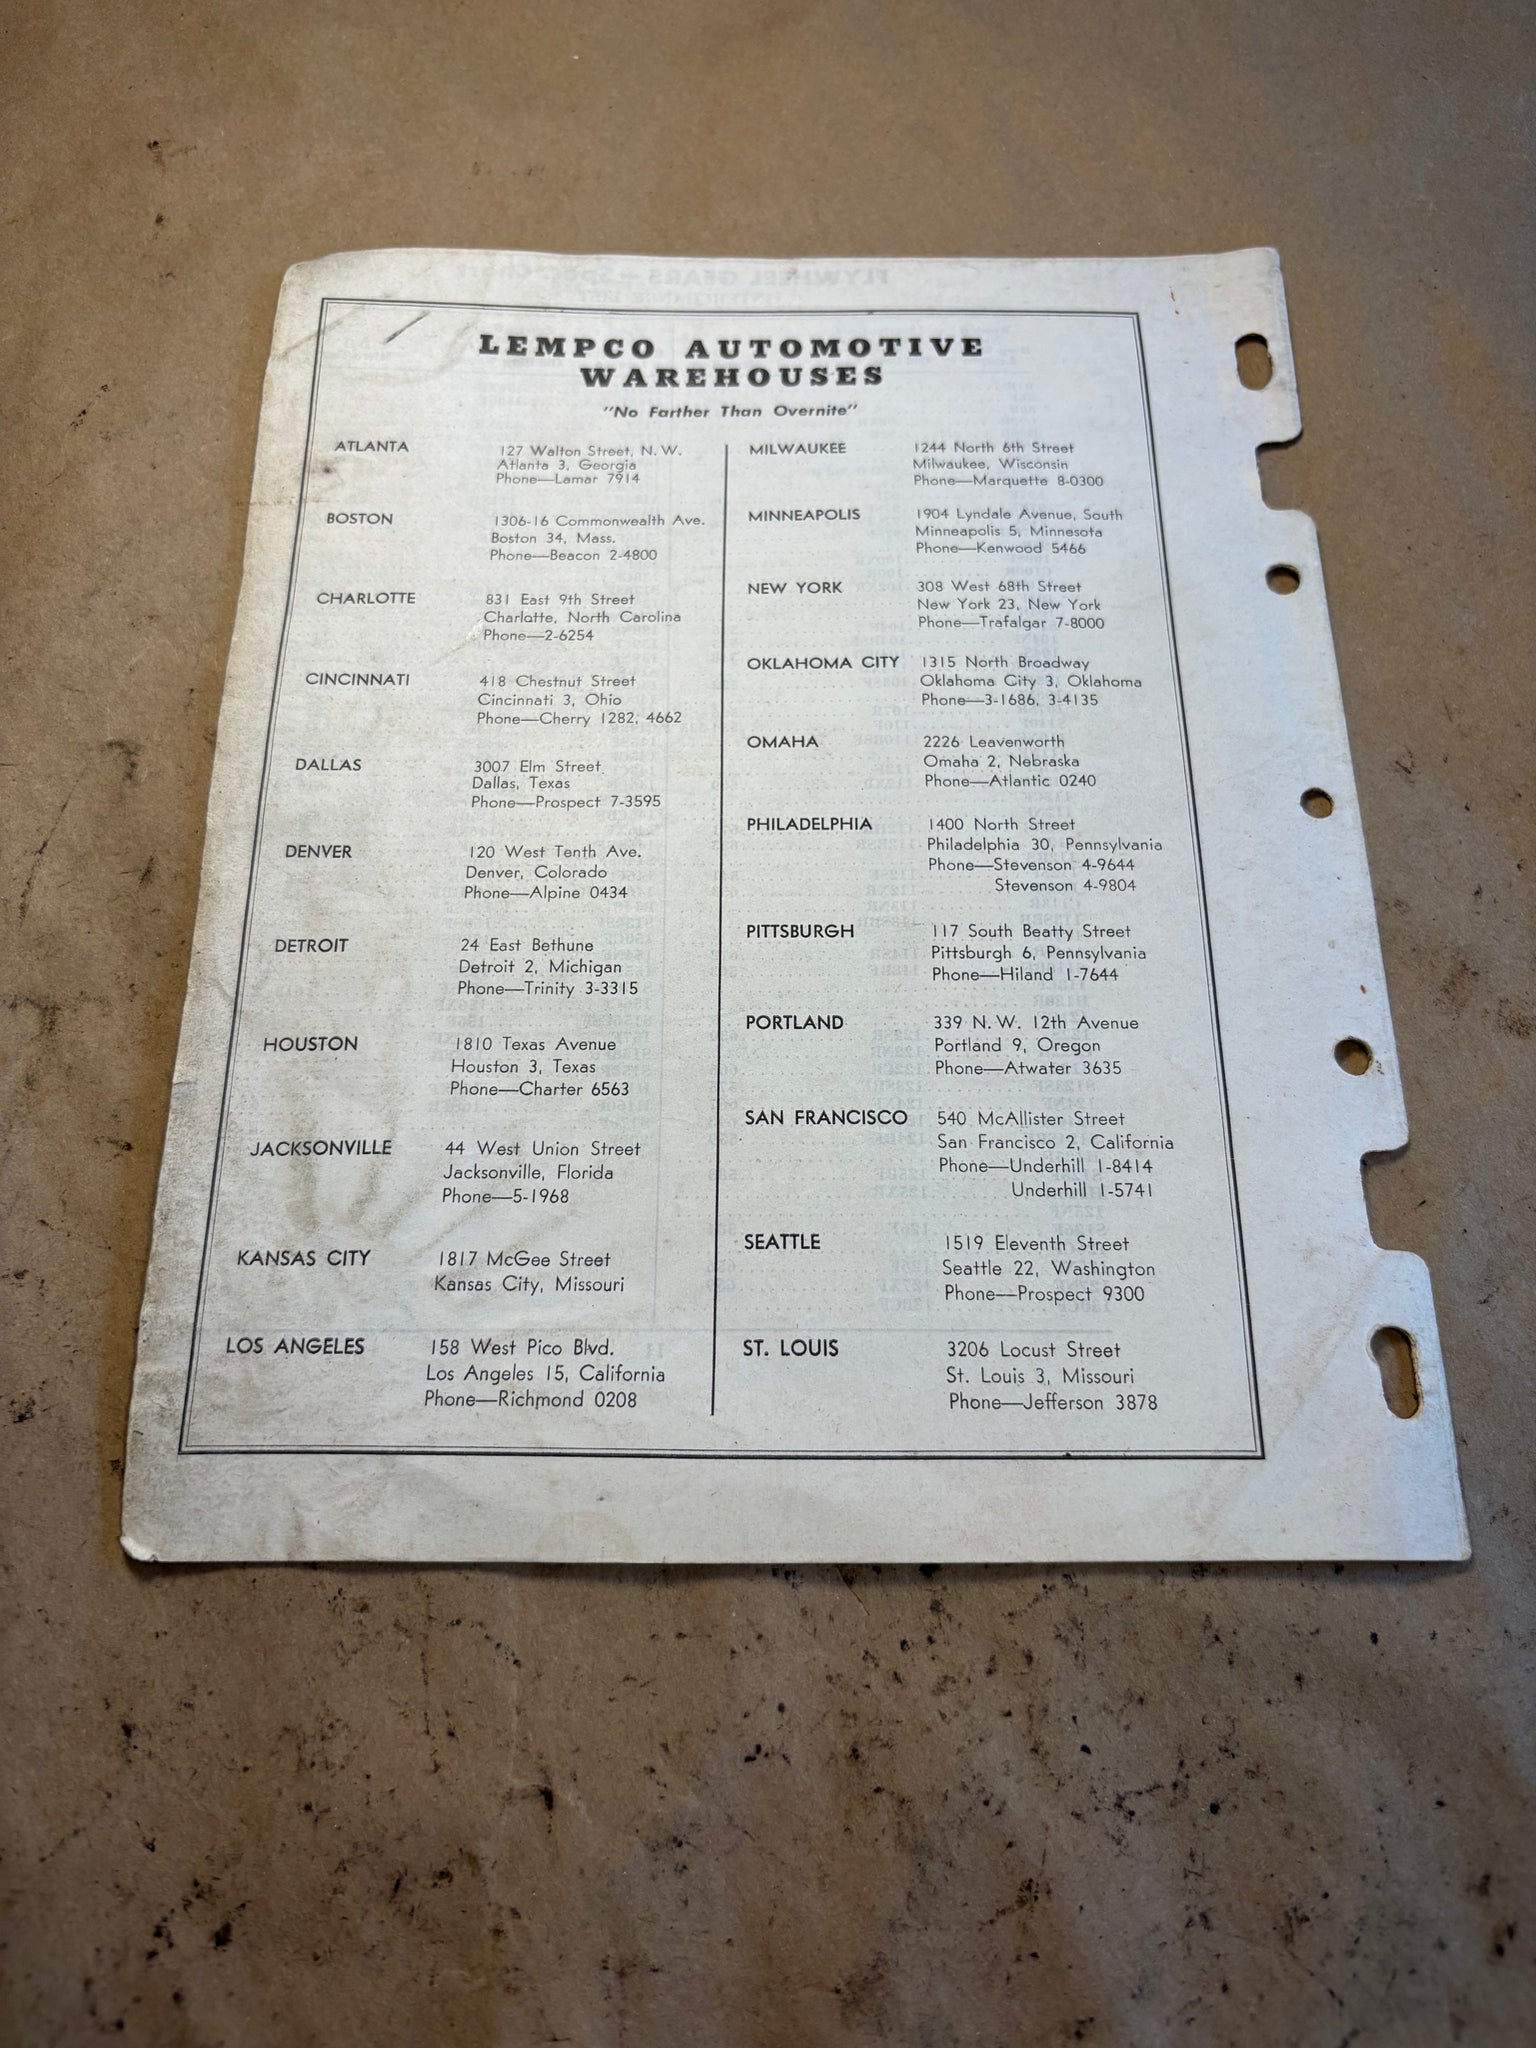 LEMPCO AUTOMOTIVE
WAREHOUSES
"No Farther Than Overnite"
ATLANTA 127 Walton Street, N. W.
Atlanta 3, Georgia
Phone—Lamar 7914
BOSTON 1306-16 Commonwealth Ave.
Boston 34, Mass.
Phone—Beacon 2-4800
CHARLOTTE 831 East 9th Street
Charlotte, North Carolina
Phone—2-6254
CINCINNATI 418 Chestnut Street
Cincinnati 3, Ohio
Phone—Cherry 1282, 4662
DALLAS 3007 Elm Street
Dallas, Texas
Phone—Prospect 7-3595
DENVER 120 West Tenth Ave.
Denver, Colorado
Phone—Alpine 0434
DETROIT 24 East Bethune
Detroit 2, Michigan
Phone—Trinity 3-3315
HOUSTON 1810 Texas Avenue
Houston 3, Texas
Phone—Charter 6563
JACKSONVILLE 44 West Union Street
Jacksonville, Florida
Phone—5-1968
KANSAS CITY 1817 McGee Street
Kansas City, Missouri
LOS ANGELES 158 West Pico Blvd.
Los Angeles 15, California
Phone—Richmond 0208
MILWAUKEE 1244 North 6th Street
Milwaukee, Wisconsin
Phone—Marquette 8-0300
MINNEAPOLIS 1904 Lyndale Avenue, South
Minneapolis 5, Minnesota
Phone—Kenwood 5466
NEW YORK 308 West 68th Street
New York 23, New York
Phone—Trafalgar 7-8000
OKLAHOMA CITY 1315 North Broadway
Oklahoma City 3, Oklahoma
Phone—3-1686, 3-4135
OMAHA 2226 Leavenworth
Omaha 2, Nebraska
Phone—Atlantic 0240
PHILADELPHIA 1400 North Street
Philadelphia 30, Pennsylvania
Phone—Stevenson 4-9644
Stevenson 4-9804
PITTSBURGH 117 South Beatty Street
Pittsburgh 6, Pennsylvania
Phone—Hiland 1-7644
PORTLAND 339 N. W. 12th Avenue
Portland 9, Oregon
Phone—Atwater 3635
SAN FRANCISCO 540 McAllister Street
San Francisco 2, California
Phone—Underhill 1-8414
Underhill 1-5741
SEATTLE 1519 Eleventh Street
Seattle 22, Washington
Phone—Prospect 9300
ST. LOUIS 3206 Locust Street
St. Louis 3, Missouri
Phone—Jefferson 3878